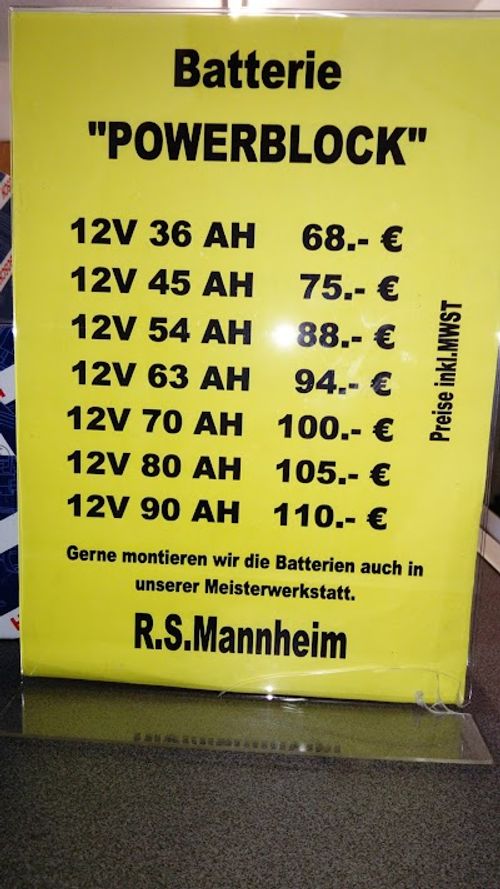 Batterie
"POWERBLOCK"
12V 36 AH 68.- €
12V 45 AH 75.- €
12V 54 AH 88.- €
12V 63 AH 94.- €
12V 70 AH 100.- €
12V 80 AH 105.- €
12V 90 AH 110.- €
Preise inkl.MWST
Gerne montieren wir die Batterien auch in
unserer Meisterwerkstatt.
R.S.Mannheim